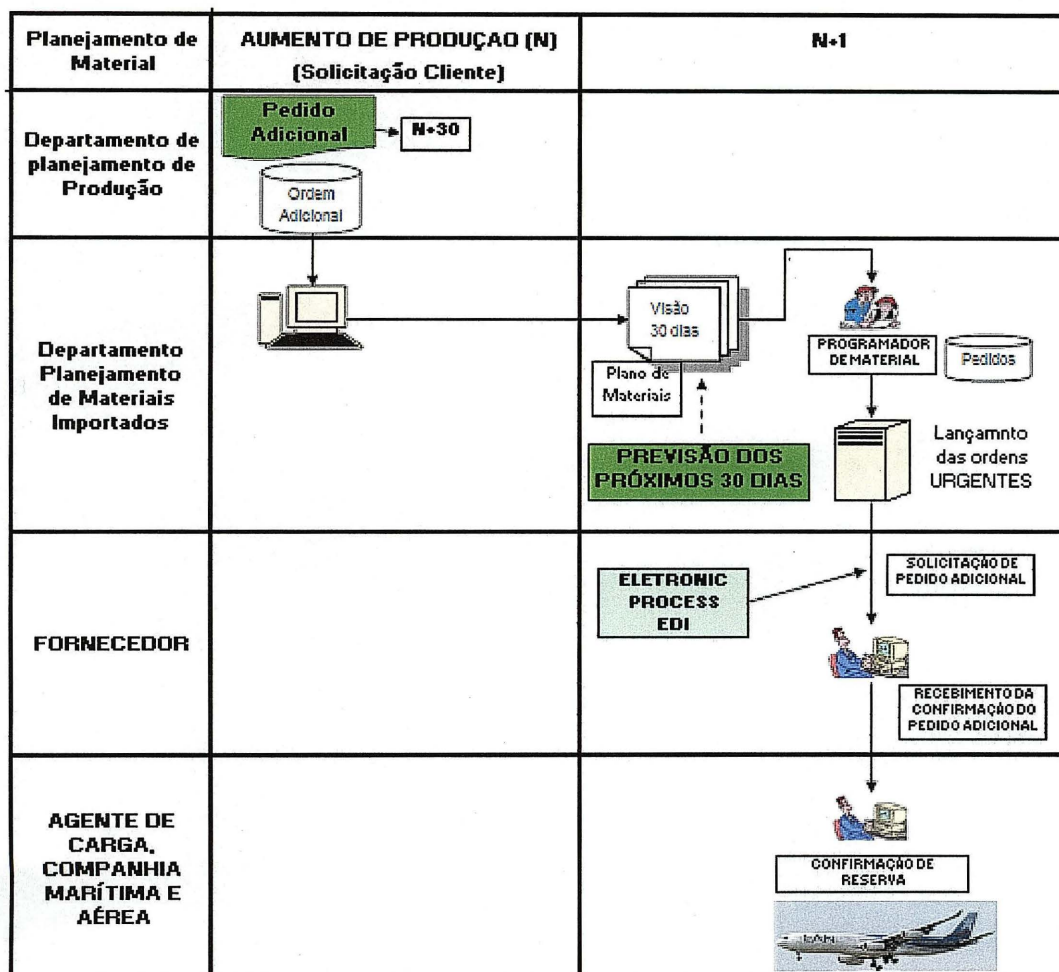 Planejamento de
Material
AUMENTO DE PRODUÇAO (N)
(Solicitação Cliente)
N+1
Departamento de
planejamento de
Produção
Pedido
Adicional
N+30
Ordem
Adicional
Departamento
Planejamento
de Materiais
Importados
Visão
30 dias
Plano de
Materiais
PREVISÃO DOS
PRÓXIMOS 30 DIAS
PROGRAMADOR
DE MATERIAL
Pedidos
Lançamnto
das ordens
URGENTES
FORNECEDOR
ELETRONIC
PROCESS
EDI
SOLICITAÇÃO DE
PEDIDO ADICIONAL
RECEBIMENTO DA
CONFIRMAÇÃO DO
PEDIDO ADICIONAL
AGENTE DE
CARGA,
COMPANHIA
MARÍTIMA E
AÉREA
CONFIRMAÇÃO DE
RESERVA
LAN